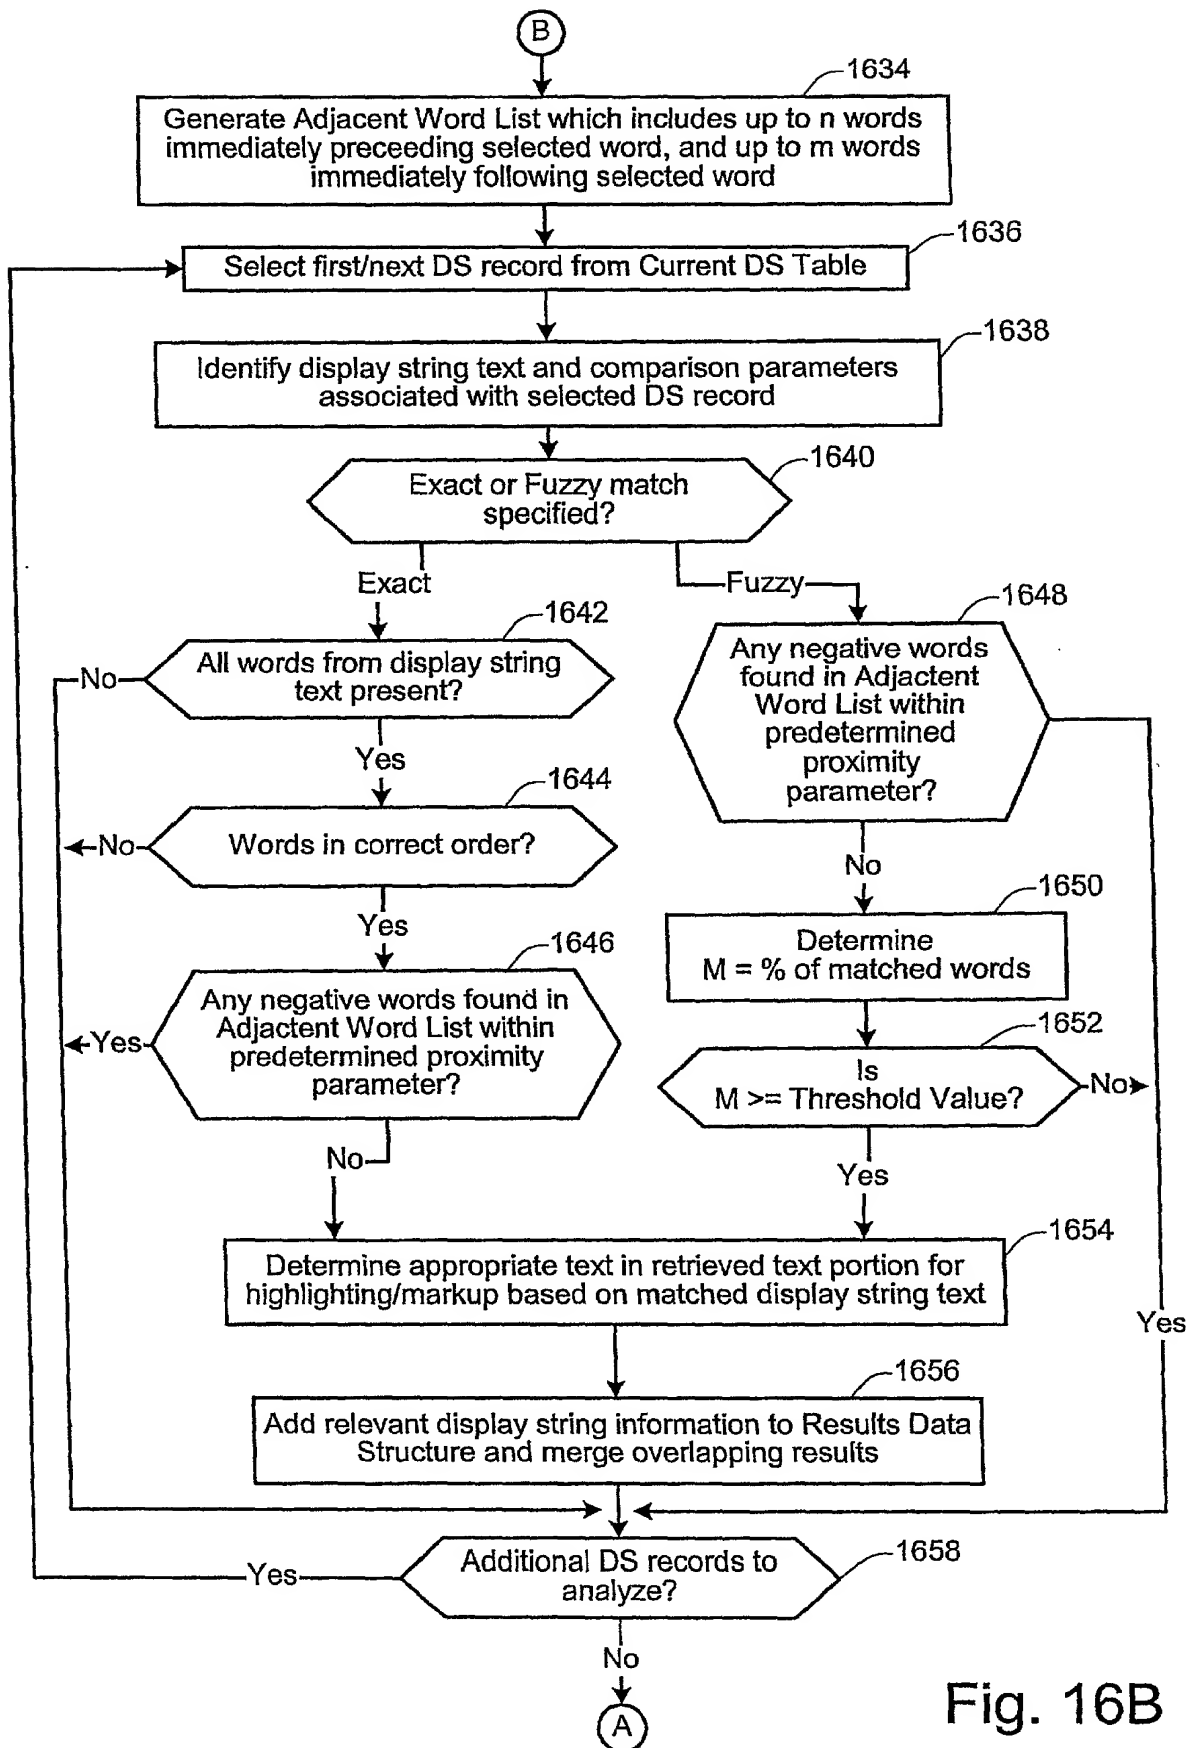 B
1634
Generate Adjacent Word List which includes up to n words
immediately preceeding selected word, and up to m words
immediately following selected word
1636
Select first/next DS record from Current DS Table
1638
Identify display string text and comparison parameters
associated with selected DS record
1640
Exact or Fuzzy match
specified?
Exact
Fuzzy
1642
All words from display string
text present?
No
Yes
1644
Words in correct order?
No
Yes
1646
Any negative words found in
Adjactent Word List within
predetermined proximity
parameter?
Yes
No
1648
Any negative words
found in Adjactent
Word List within
predetermined
proximity
parameter?
No
Yes
1650
Determine
M = % of matched words
1652
Is
M >= Threshold Value?
No
Yes
1654
Determine appropriate text in retrieved text portion for
highlighting/markup based on matched display string text
1656
Add relevant display string information to Results Data
Structure and merge overlapping results
1658
Additional DS records to
analyze?
Yes
No
A
Fig. 16B